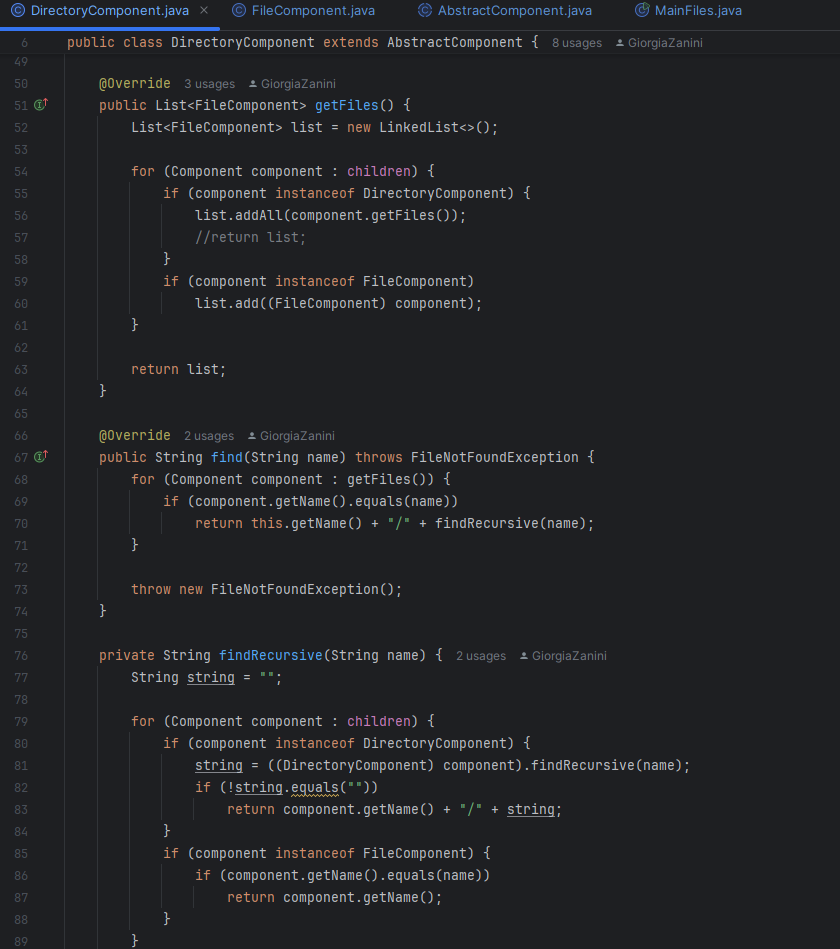 DirectoryComponent.java × FileComponent.java AbstractComponent.java MainFiles.java
6 public class DirectoryComponent extends AbstractComponent { 8 usages GiorgiaZanini
49
50 @Override 3 usages GiorgiaZanini
51 public List<FileComponent> getFiles() {
52 List<FileComponent> list = new LinkedList<>();
53
54 for (Component component : children) {
55 if (component instanceof DirectoryComponent) {
56 list.addAll(component.getFiles());
57 //return list;
58 }
59 if (component instanceof FileComponent)
60 list.add((FileComponent) component);
61 }
62
63 return list;
64 }
65
66 @Override 2 usages GiorgiaZanini
67 public String find(String name) throws FileNotFoundException {
68 for (Component component : getFiles()) {
69 if (component.getName().equals(name))
70 return this.getName() + "/" + findRecursive(name);
71 }
72
73 throw new FileNotFoundException();
74 }
75
76 private String findRecursive(String name) { 2 usages GiorgiaZanini
77 String string = "";
78
79 for (Component component : children) {
80 if (component instanceof DirectoryComponent) {
81 string = ((DirectoryComponent) component).findRecursive(name);
82 if (!string.equals(""))
83 return component.getName() + "/" + string;
84 }
85 if (component instanceof FileComponent) {
86 if (component.getName().equals(name))
87 return component.getName();
88 }
89 }